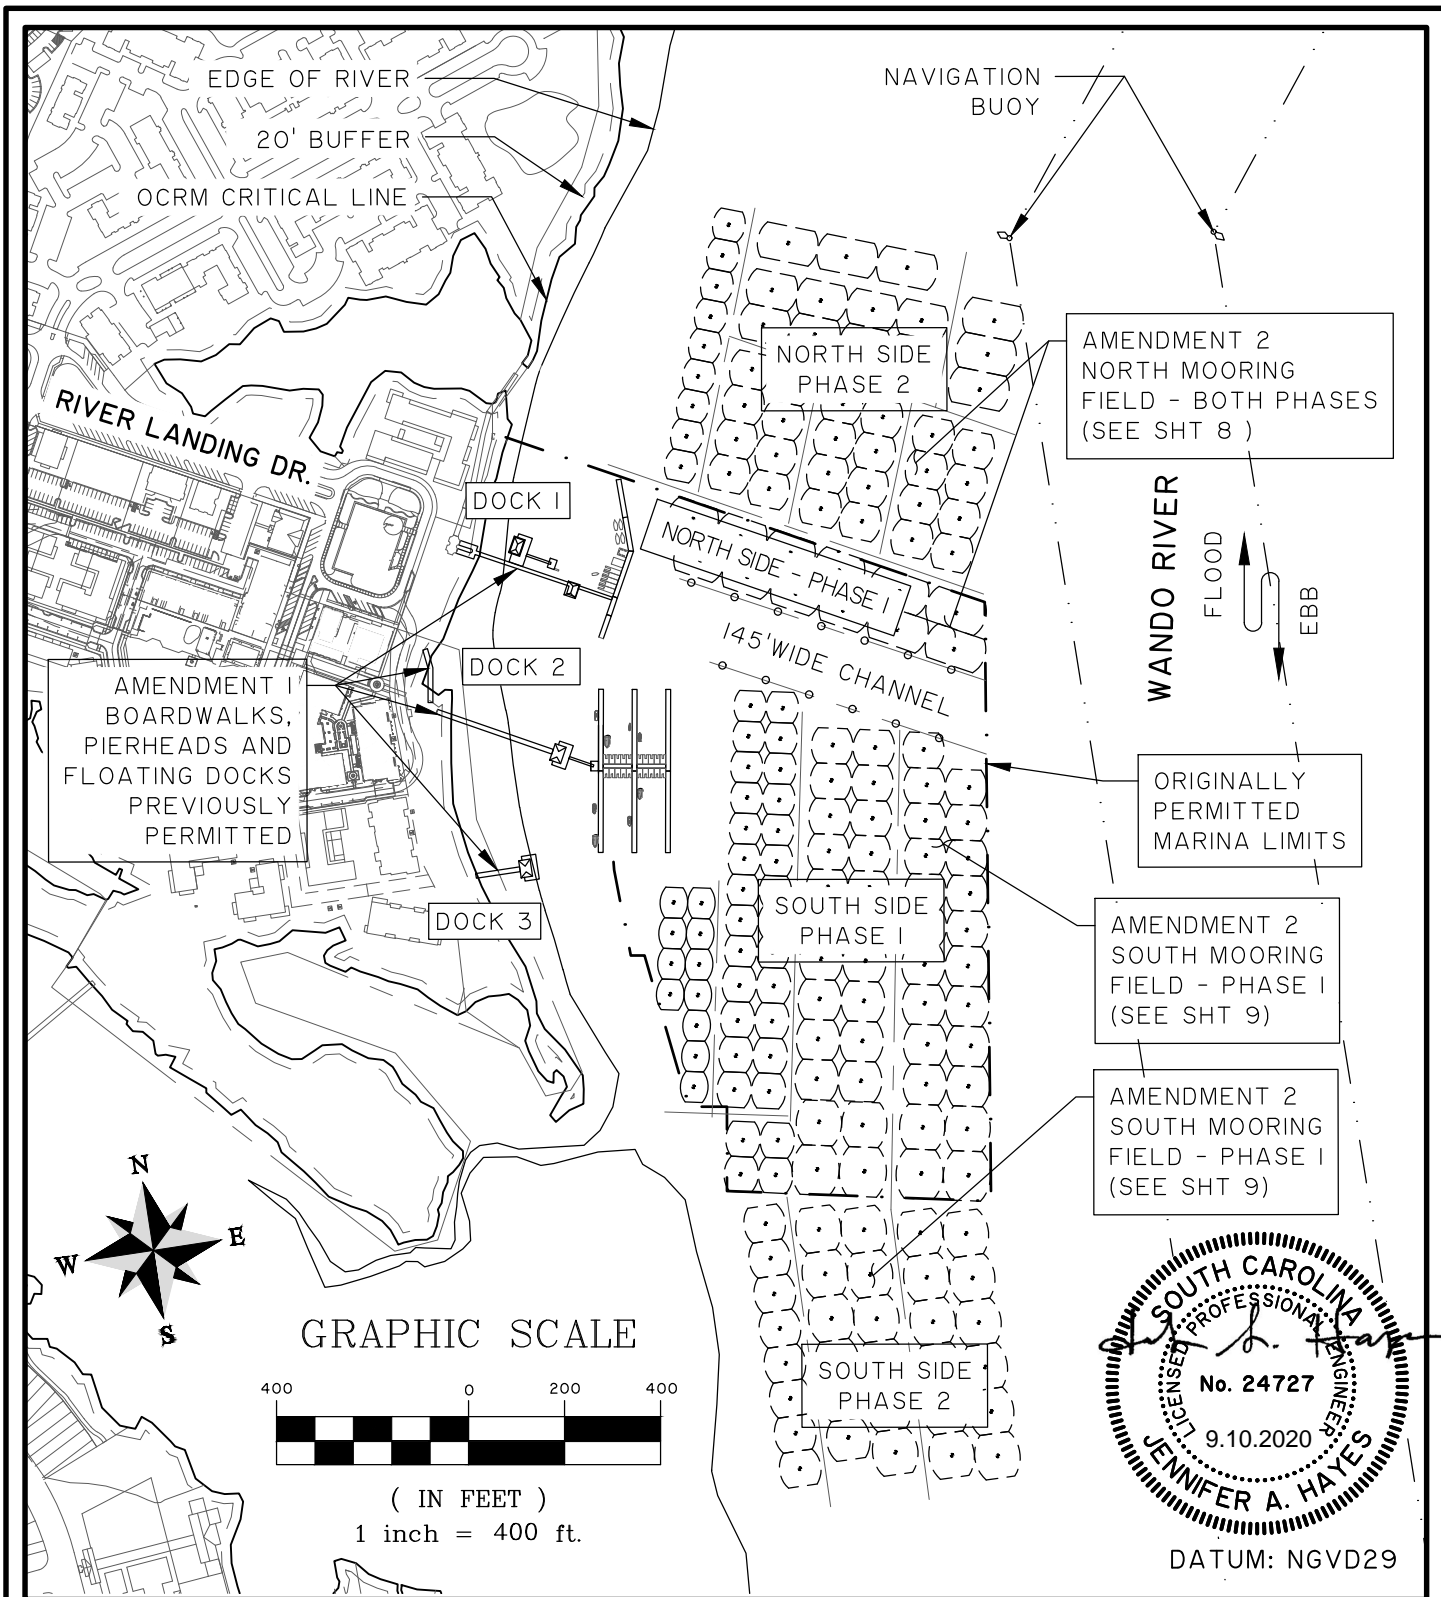 EDGE OF RIVER
20' BUFFER
OCRM CRITICAL LINE
NAVIGATION
BUOY
NORTH SIDE
PHASE 2
AMENDMENT 2
NORTH MOORING
FIELD - BOTH PHASES
(SEE SHT 8 )
RIVER LANDING DR.
DOCK 1
NORTH SIDE - PHASE 1
145' WIDE CHANNEL
WANDO RIVER
FLOOD
EBB
DOCK 2
AMENDMENT 1
BOARDWALKS,
PIERHEADS AND
FLOATING DOCKS
PREVIOUSLY
PERMITTED
ORIGINALLY
PERMITTED
MARINA LIMITS
DOCK 3
SOUTH SIDE
PHASE 1
AMENDMENT 2
SOUTH MOORING
FIELD - PHASE 1
(SEE SHT 9)
AMENDMENT 2
SOUTH MOORING
FIELD - PHASE 1
(SEE SHT 9)
N
E
W
S
SOUTH SIDE
PHASE 2
GRAPHIC SCALE
400 0 200 400
( IN FEET )
1 inch = 400 ft.
SOUTH CAROLINA
LICENSED PROFESSIONAL ENGINEER
No. 24727
9.10.2020
JENNIFER A. HAYES
DATUM: NGVD29